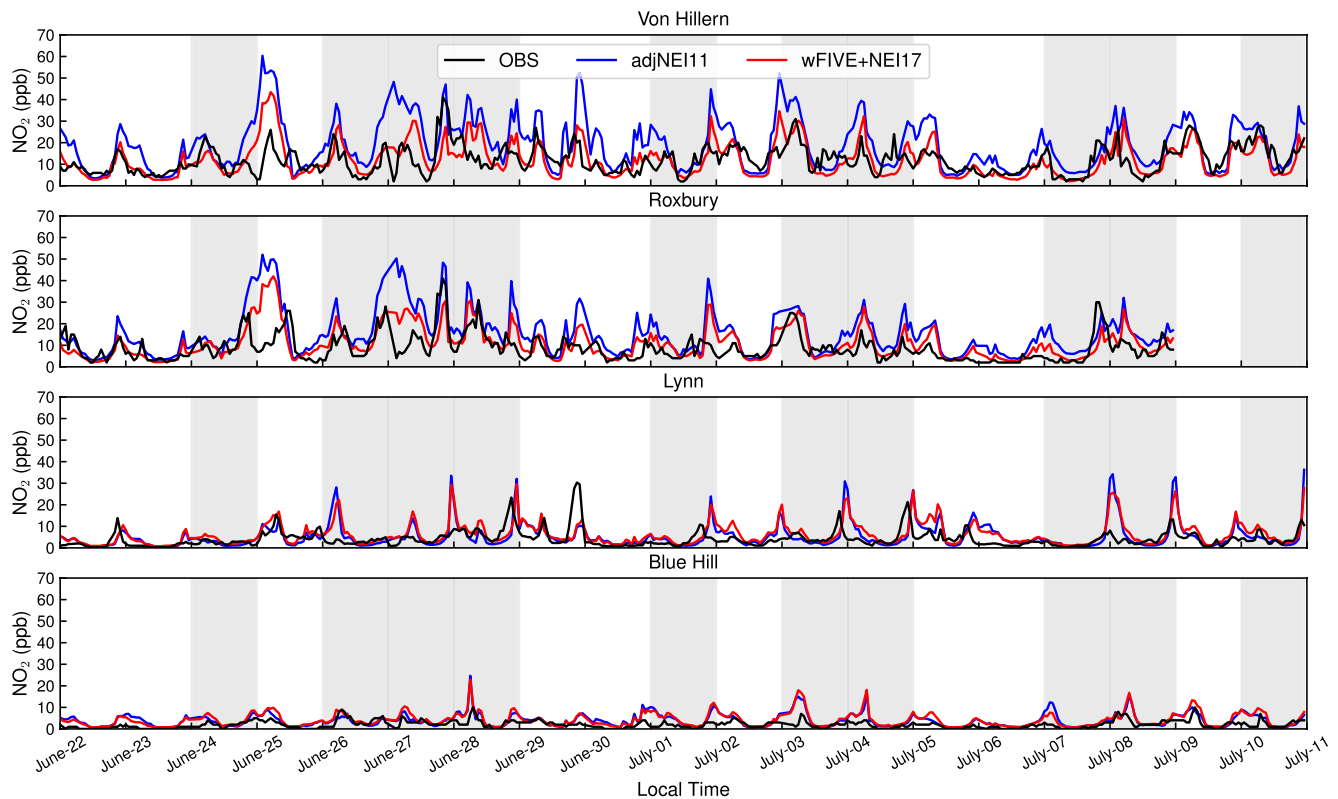 Von Hillern
70
60
50
40
30
20
10
0
NO₂ (ppb)
OBS adjNEI11 wFIVE+NEI17
Roxbury
70
60
50
40
30
20
10
0
NO₂ (ppb)
Lynn
70
60
50
40
30
20
10
0
NO₂ (ppb)
Blue Hill
70
60
50
40
30
20
10
0
NO₂ (ppb)
June-22 June-23 June-24 June-25 June-26 June-27 June-28 June-29 June-30 July-01 July-02 July-03 July-04 July-05 July-06 July-07 July-08 July-09 July-10 July-11
Local Time